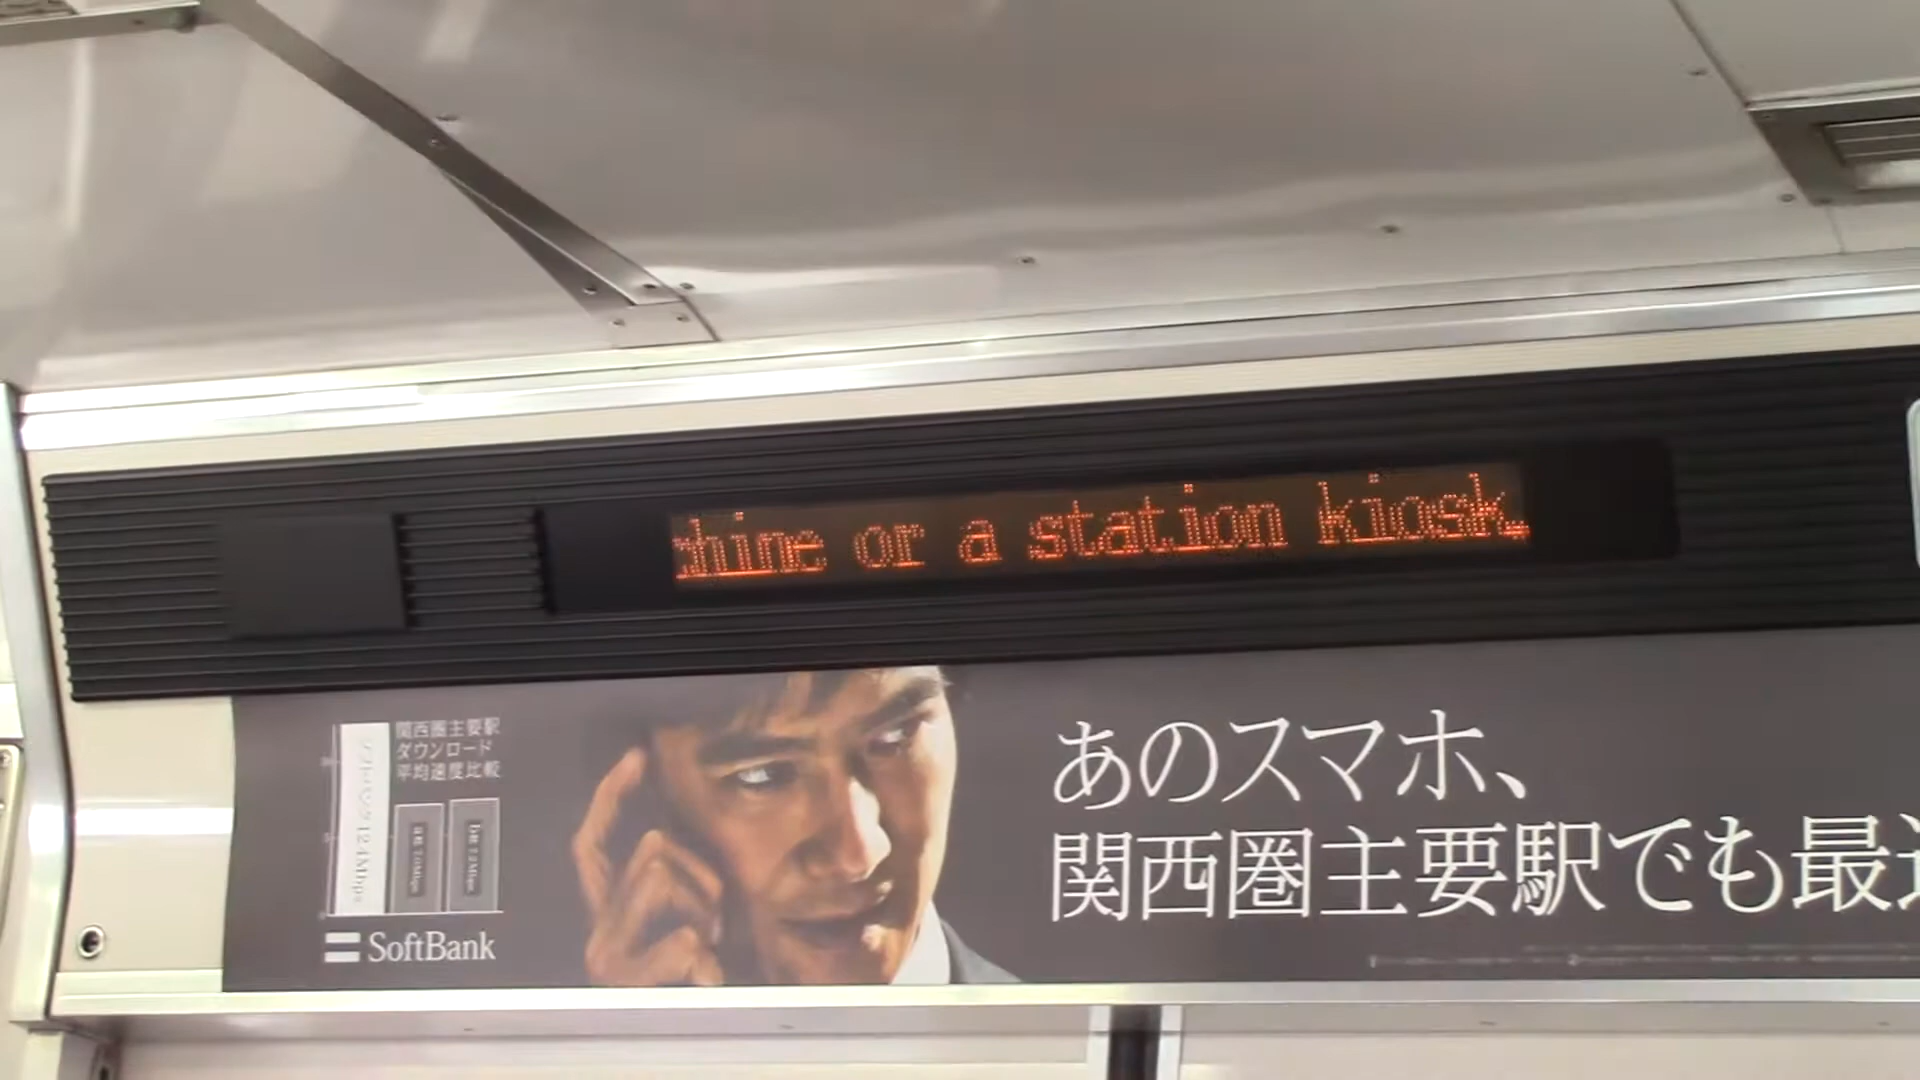 hine or a station kiosk.
関西圏主要駅
ダウンロード
平均速度比較
SoftBank
あのスマホ、
関西圏主要駅でも最